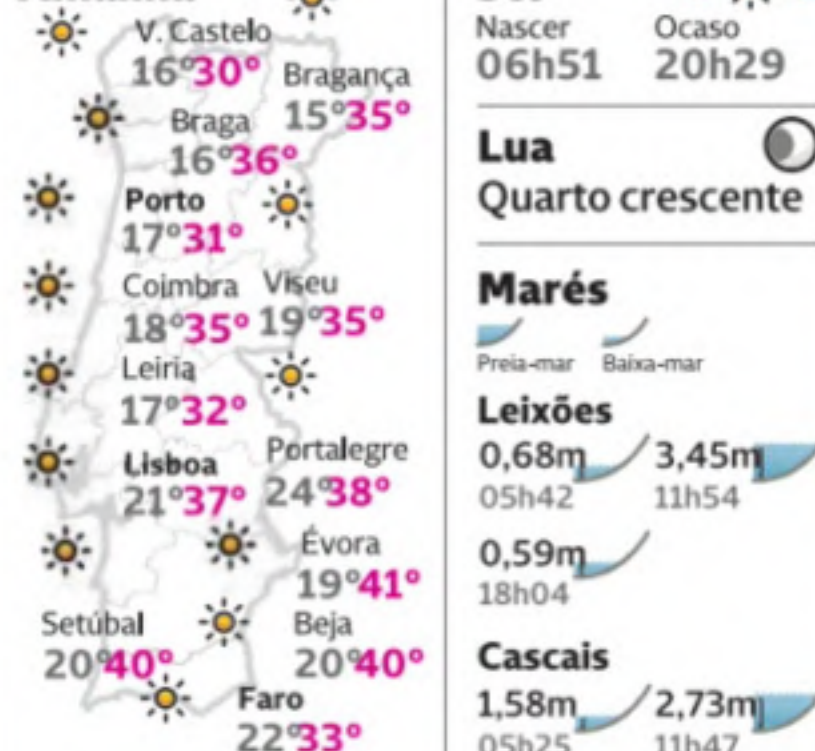 V. Castelo
16° 30°
Bragança
15° 35°
Braga
16° 36°
Porto
17° 31°
Coimbra
18° 35°
Viseu
19° 35°
Leiria
17° 32°
Lisboa
21° 37°
Portalegre
24° 38°
Évora
19° 41°
Setúbal
20° 40°
Beja
20° 40°
Faro
22° 33°
Nascer Ocaso
06h51 20h29
Lua
Quarto crescente
Marés
Preia-mar Baixa-mar
Leixões
0,68m 3,45m
05h42 11h54
0,59m
18h04
Cascais
1,58m 2,73m
05h25 11h47